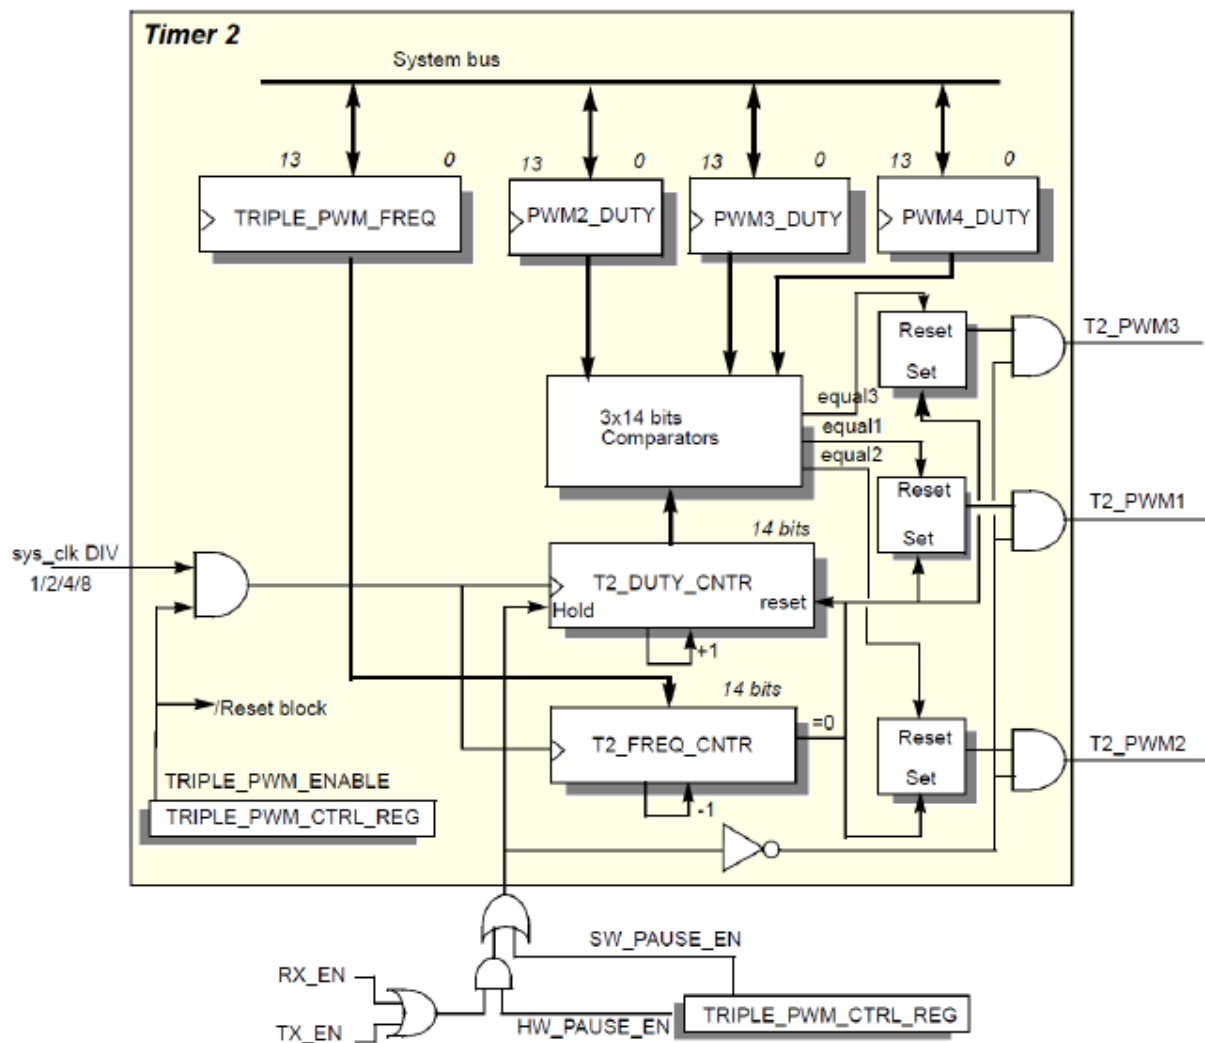 Timer 2
System bus
13 0
13 0
13 0
13 0
TRIPLE_PWM_FREQ
PWM2_DUTY
PWM3_DUTY
PWM4_DUTY
Reset
Set
T2_PWM3
3x14 bits
Comparators
equal3
equal1
equal2
Reset
Set
T2_PWM1
14 bits
sys_clk DIV
1/2/4/8
T2_DUTY_CNTR
Hold
reset
+1
14 bits
/Reset block
T2_FREQ_CNTR
=0
-1
Reset
Set
T2_PWM2
TRIPLE_PWM_ENABLE
TRIPLE_PWM_CTRL_REG
SW_PAUSE_EN
RX_EN
TX_EN
HW_PAUSE_EN
TRIPLE_PWM_CTRL_REG